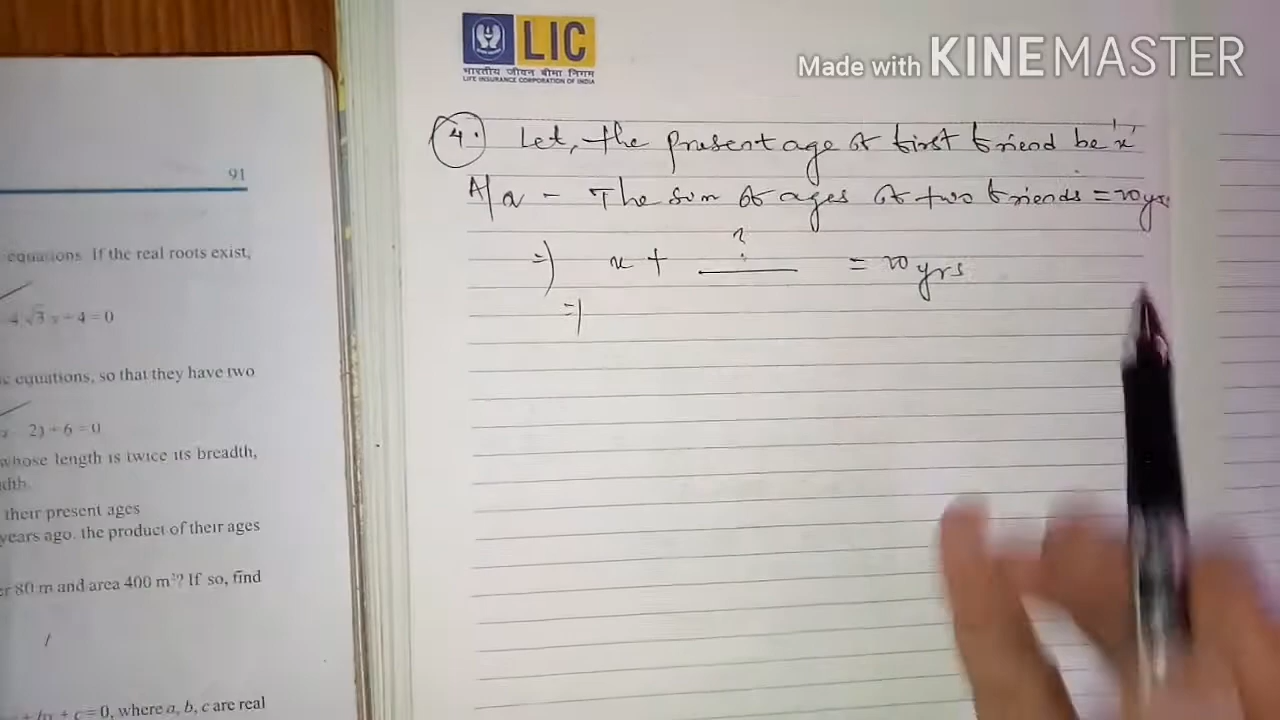 LIC
भारतीय जीवन बीमा निगम
LIFE INSURANCE CORPORATION OF INDIA
Made with KINEMASTER
91
equations. If the real roots exist,
4√3 x + 4 = 0
equations, so that they have two
2) + 6 = 0
whose length is twice its breadth,
their present ages
years ago. the product of their ages
80 m and area 400 m²? If so, find
c = 0, where a, b, c are real
4. Let, the present age of first friend be 'x'
A/Q - The sum of ages of two friends = 20 yrs
=) x + ? = 20 yrs
=)